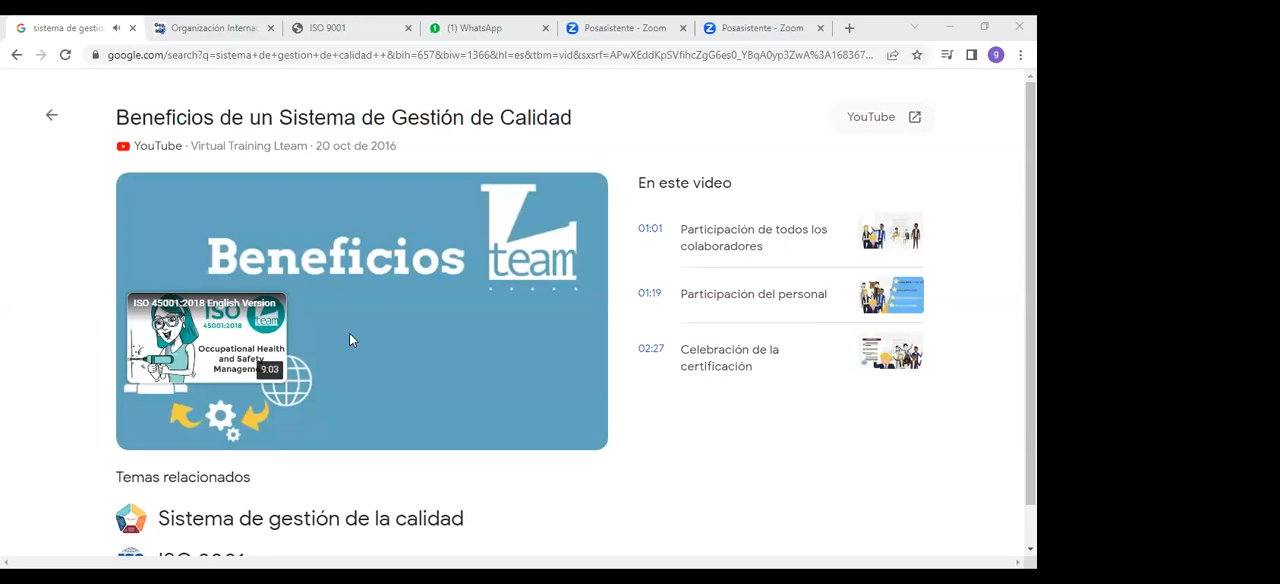 sistema de gestio
Organización Interna
ISO 9001
(1) WhatsApp
Posasistente - Zoom
Posasistente - Zoom
google.com/search?q=sistema+de+gestion+de+calidad++&bih=657&biw=1366&hl=es&tbm=vid&sxsrf=APwXEddKpSVfihcZgG6es0_YBqA0yp3ZwA%3A168367...
g
Beneficios de un Sistema de Gestión de Calidad
YouTube
YouTube · Virtual Training Lteam · 20 oct de 2016
Beneficios
team
ISO 45001:2018 English Version
ISO
45001:2018
team
Occupational Health
and Safety
Managem
9:03
En este video
01:01 Participación de todos los
colaboradores
01:19 Participación del personal
02:27 Celebración de la
certificación
Temas relacionados
Sistema de gestión de la calidad
ISO 9001